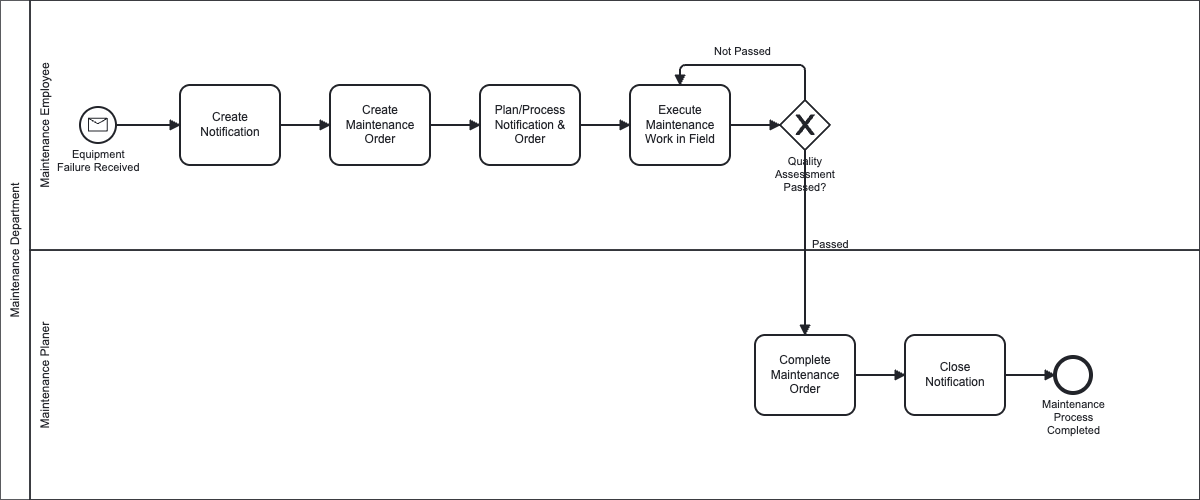 Maintenance Department
Maintenance Employee
Equipment
Failure Received
Create
Notification
Create
Maintenance
Order
Plan/Process
Notification &
Order
Execute
Maintenance
Work in Field
Not Passed
Quality
Assessment
Passed?
Passed
Maintenance Planer
Complete
Maintenance
Order
Close
Notification
Maintenance
Process
Completed